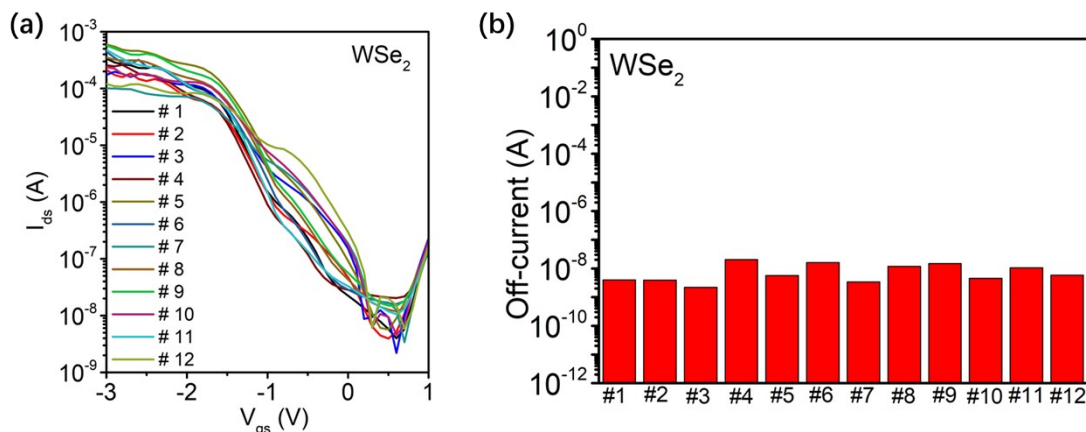 (a)
WSe₂
I_ds (A)
10⁻³
10⁻⁴
10⁻⁵
10⁻⁶
10⁻⁷
10⁻⁸
10⁻⁹
# 1
# 2
# 3
# 4
# 5
# 6
# 7
# 8
# 9
# 10
# 11
# 12
-3 -2 -1 0 1
V_gs (V)
(b)
WSe₂
Off-current (A)
10⁰
10⁻²
10⁻⁴
10⁻⁶
10⁻⁸
10⁻¹⁰
10⁻¹²
#1 #2 #3 #4 #5 #6 #7 #8 #9 #10 #11 #12